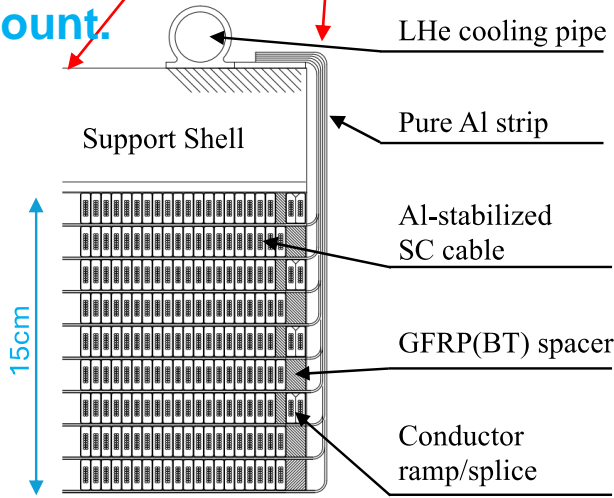 ount.
LHe cooling pipe
Support Shell
Pure Al strip
Al-stabilized
SC cable
15cm
GFRP(BT) spacer
Conductor
ramp/splice